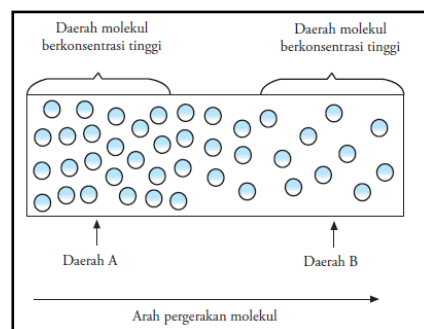 Daerah molekul
berkonsentrasi tinggi
Daerah molekul
berkonsentrasi tinggi
Daerah A
Daerah B
Arah pergerakan molekul